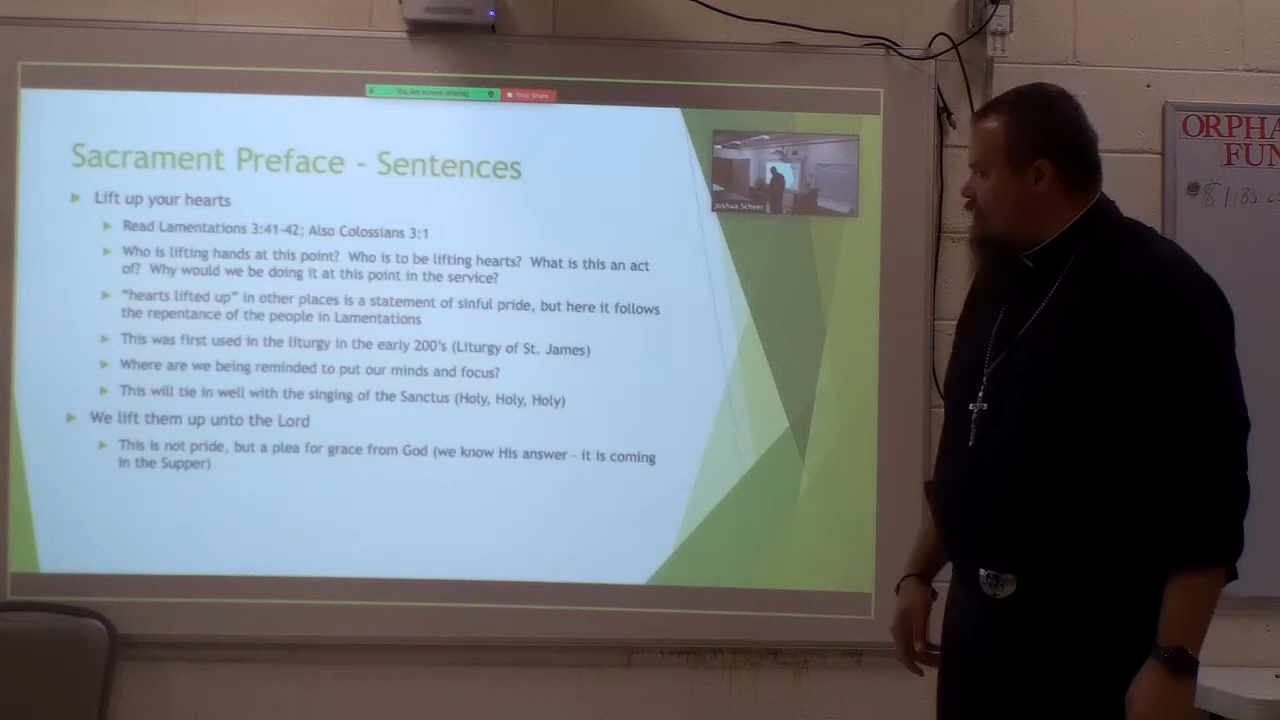 You are screen sharing
Stop Share
Sacrament Preface - Sentences
Lift up your hearts
Read Lamentations 3:41-42; Also Colossians 3:1
Who is lifting hands at this point? Who is to be lifting hearts? What is this an act
of? Why would we be doing it at this point in the service?
"hearts lifted up" in other places is a statement of sinful pride, but here it follows
the repentance of the people in Lamentations
This was first used in the liturgy in the early 200's (Liturgy of St. James)
Where are we being reminded to put our minds and focus?
This will tie in well with the singing of the Sanctus (Holy, Holy, Holy)
We lift them up unto the Lord
This is not pride, but a plea for grace from God (we know His answer - it is coming
in the Supper)
Joshua Scheer
ORPHA
FUN